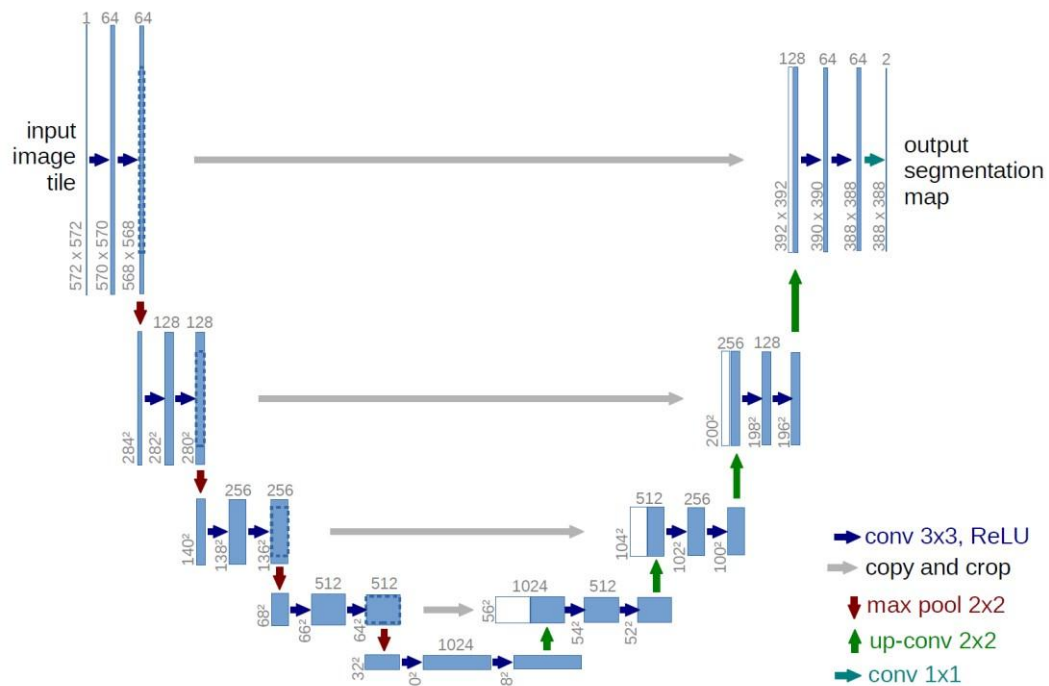 1 64 64
128 64 64 2
input
image
tile
output
segmentation
map
572 x 572
570 x 570
568 x 568
392 x 392
390 x 390
388 x 388
388 x 388
128 128
256 128
284²
282²
280²
200²
198²
196²
256 256
512 256
140²
138²
136²
104²
102²
100²
512 512
1024 512
68²
66²
64²
56²
54²
52²
1024
32²
0²
8²
conv 3x3, ReLU
copy and crop
max pool 2x2
up-conv 2x2
conv 1x1